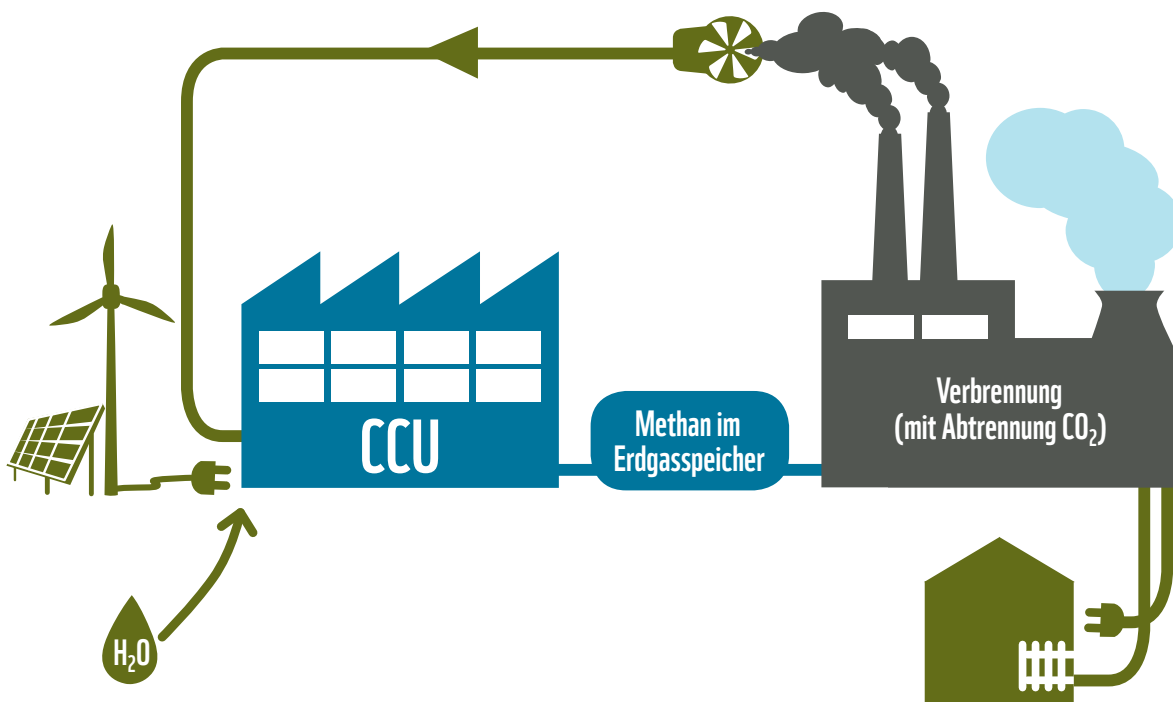 Verbrennung
(mit Abtrennung CO₂)
CCU
Methan im
Erdgasspeicher
H₂O